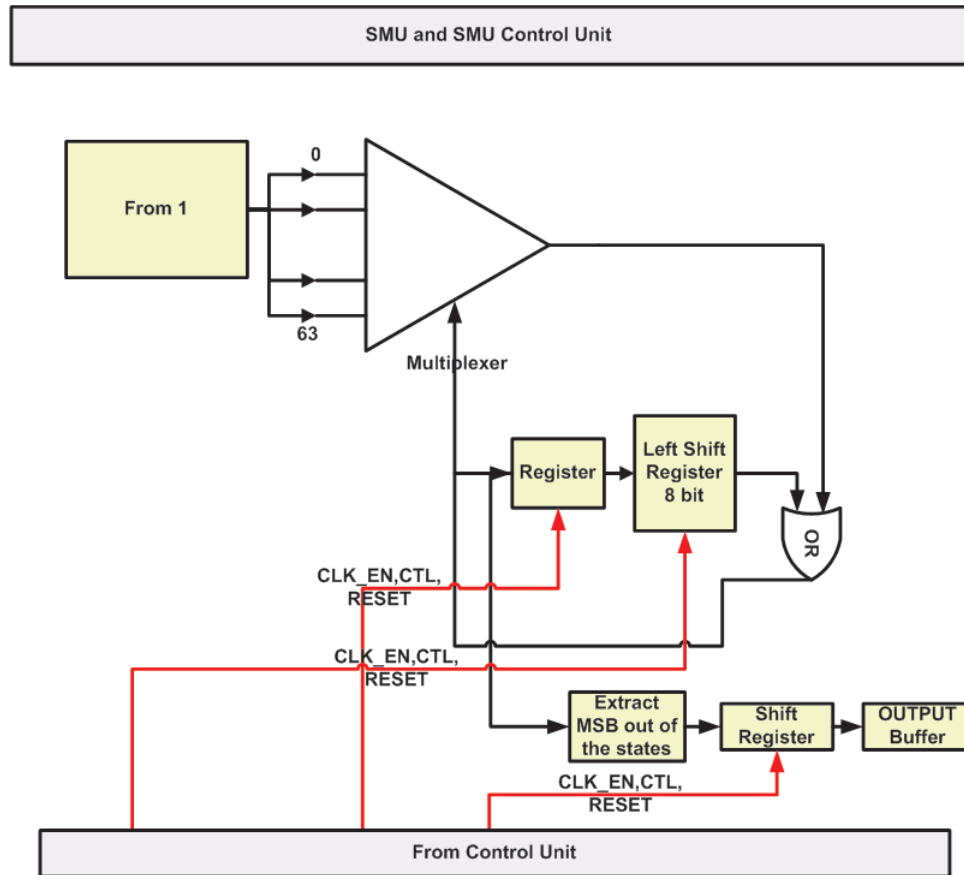 SMU and SMU Control Unit
0
From 1
63
Multiplexer
Register
Left Shift
Register
8 bit
OR
CLK_EN,CTL,
RESET
CLK_EN,CTL,
RESET
Extract
MSB out of
the states
Shift
Register
OUTPUT
Buffer
CLK_EN,CTL,
RESET
From Control Unit